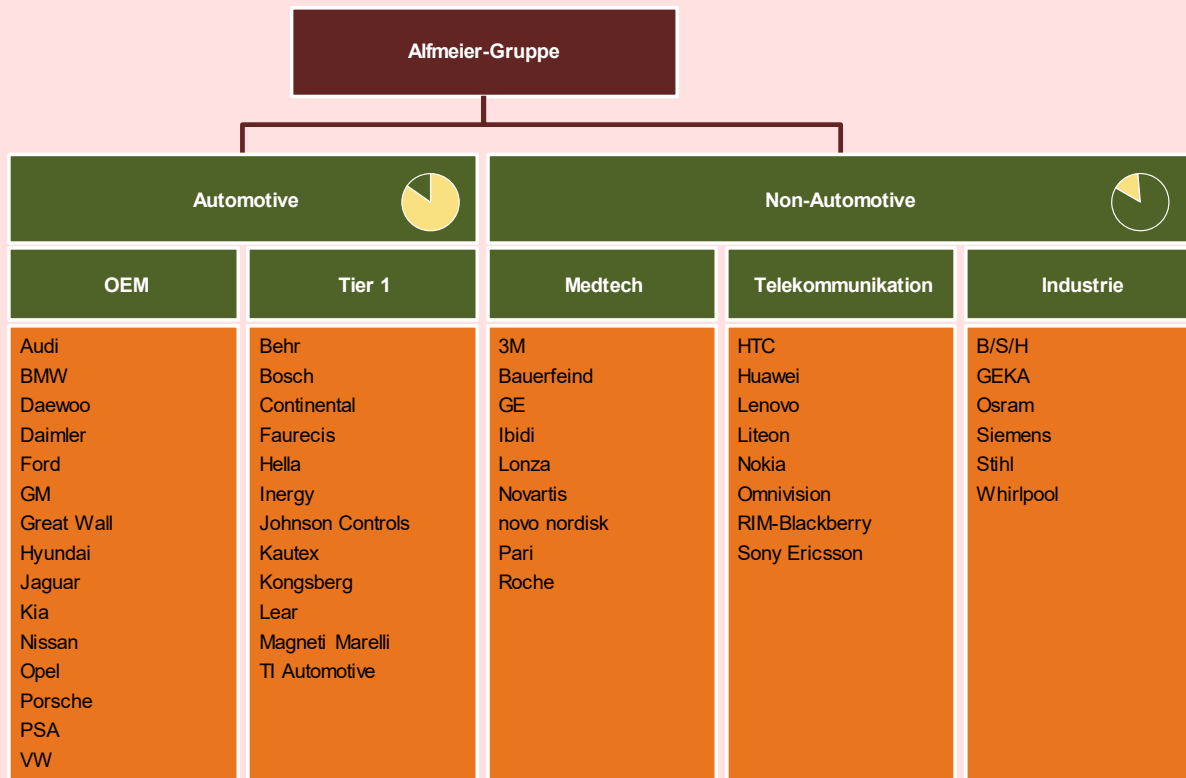 Alfmeier-Gruppe
Automotive
Non-Automotive
OEM
Tier 1
Medtech
Telekommunikation
Industrie
Audi
BMW
Daewoo
Daimler
Ford
GM
Great Wall
Hyundai
Jaguar
Kia
Nissan
Opel
Porsche
PSA
VW
Behr
Bosch
Continental
Faurecis
Hella
Inergy
Johnson Controls
Kautex
Kongsberg
Lear
Magneti Marelli
TI Automotive
3M
Bauerfeind
GE
Ibidi
Lonza
Novartis
novo nordisk
Pari
Roche
HTC
Huawei
Lenovo
Liteon
Nokia
Omnivision
RIM-Blackberry
Sony Ericsson
B/S/H
GEKA
Osram
Siemens
Stihl
Whirlpool